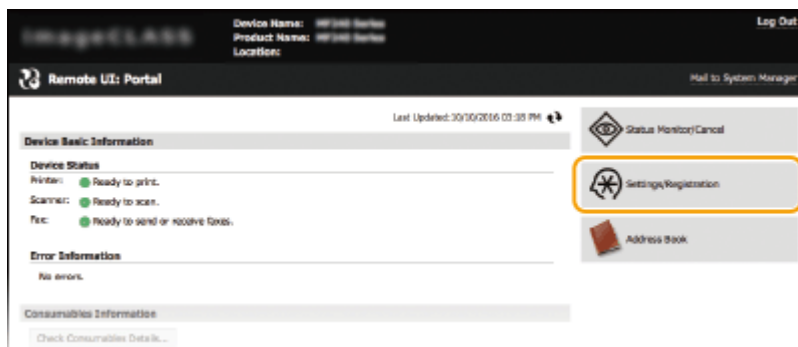 imageCLASS
Device Name:
Product Name:
Location:
Log Out
Remote UI: Portal
Mail to System Manager
Last Updated: 10/10/2016 03:18 PM
Device Basic Information
Device Status
Printer: Ready to print.
Scanner: Ready to scan.
Fax: Ready to send or receive faxes.
Error Information
No errors.
Consumables Information
Check Consumables Details...
Status Monitor/Cancel
Settings/Registration
Address Book